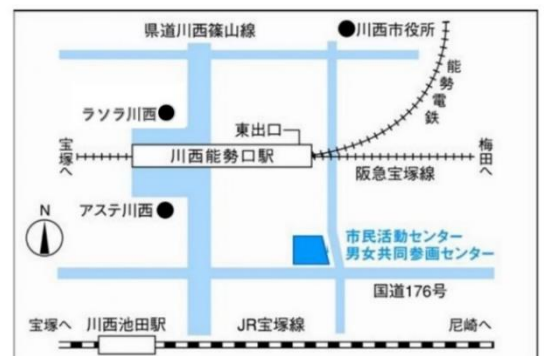 県道川西篠山線
川西市役所
能勢電鉄
ラソラ川西
東出口
宝塚へ
川西能勢口駅
梅田へ
阪急宝塚線
アステ川西
N
市民活動センター
男女共同参画センター
国道176号
宝塚へ
川西池田駅
JR宝塚線
尼崎へ